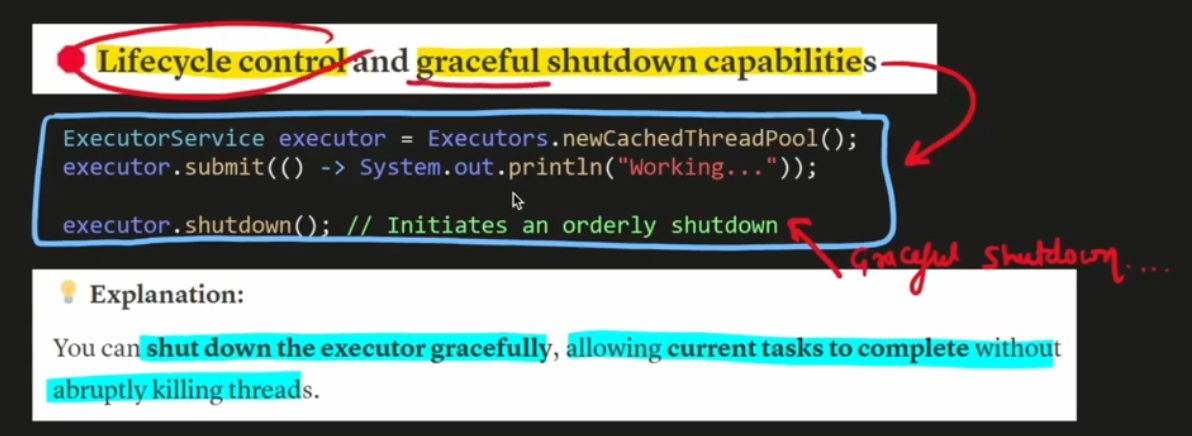 Lifecycle control and graceful shutdown capabilities
ExecutorService executor = Executors.newCachedThreadPool();
executor.submit(() -> System.out.println("Working..."));
executor.shutdown(); // Initiates an orderly shutdown
Graceful shutdown....
Explanation:
You can shut down the executor gracefully, allowing current tasks to complete without
abruptly killing threads.